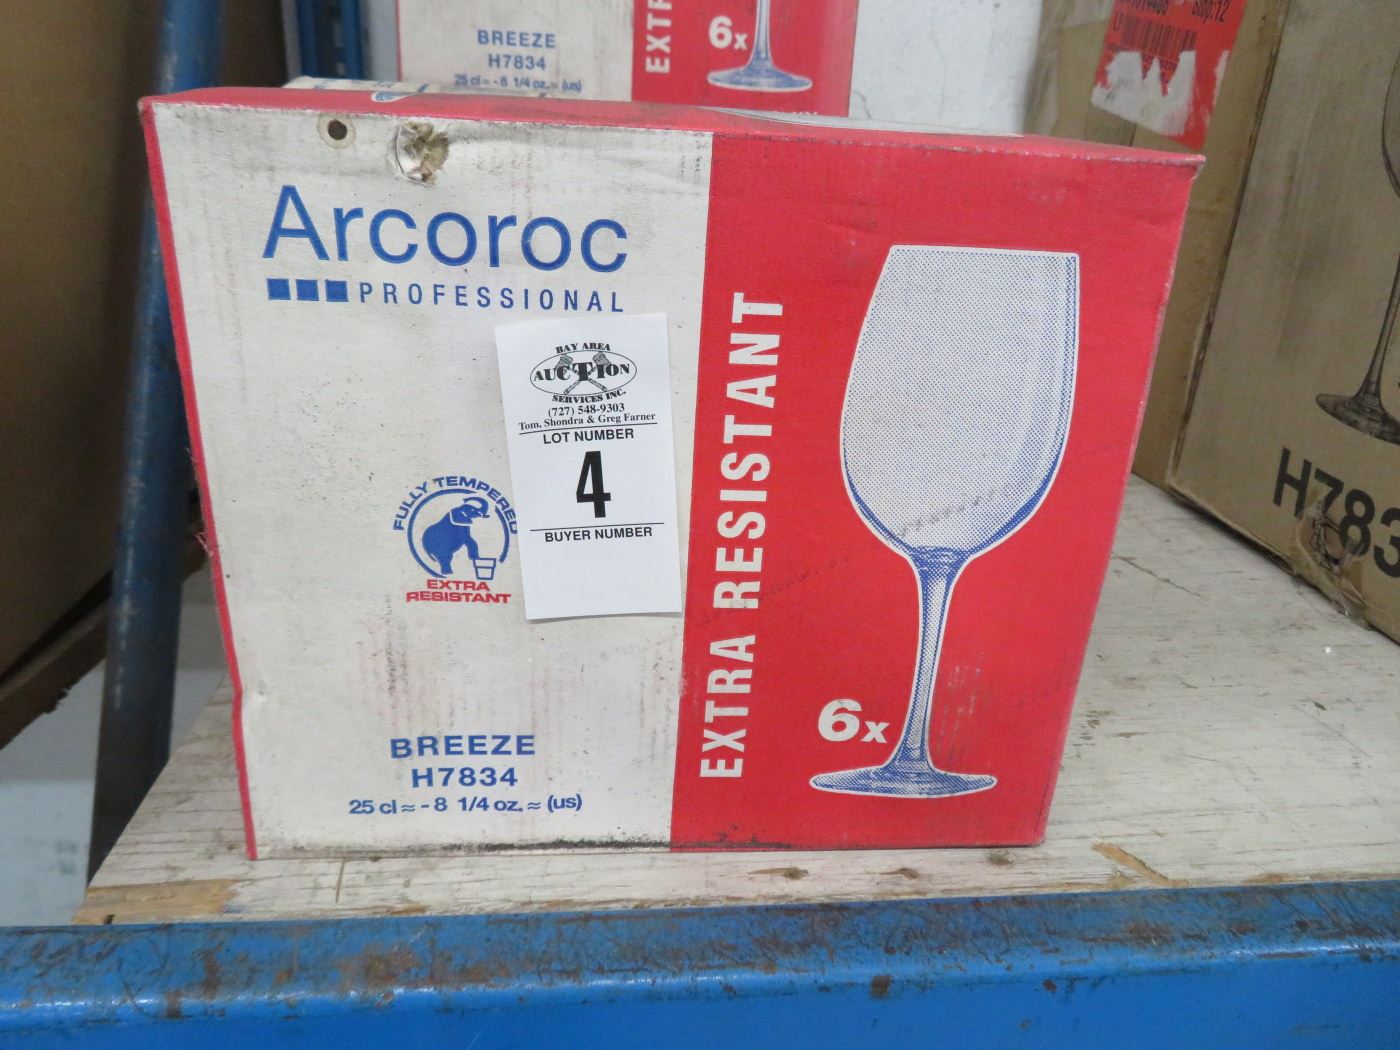 BREEZE
H7834
25 cl ≈ - 8 1/4 oz. ≈ (us)
6x
Stop:12
Arcoroc
PROFESSIONAL
BAY AREA
AUCTION
SERVICES INC.
(727) 548-9303
Tom, Shondra & Greg Farner
LOT NUMBER
4
BUYER NUMBER
FULLY TEMPERED
EXTRA
RESISTANT
BREEZE
H7834
25 cl ≈ - 8 1/4 oz. ≈ (us)
EXTRA RESISTANT
6x
H783